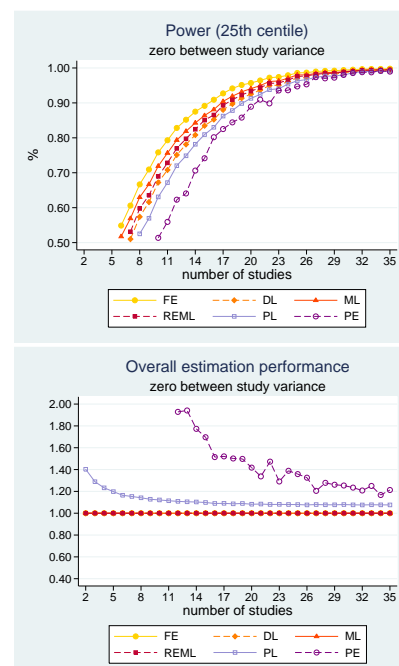 Power (25th centile)
zero between study variance
1.00
0.90
0.80
0.70
0.60
0.50
%
2 5 8 11 14 17 20 23 26 29 32 35
number of studies
FE DL ML
REML PL PE
Overall estimation performance
zero between study variance
2.00
1.80
1.60
1.40
1.20
1.00
0.80
0.60
0.40
2 5 8 11 14 17 20 23 26 29 32 35
number of studies
FE DL ML
REML PL PE